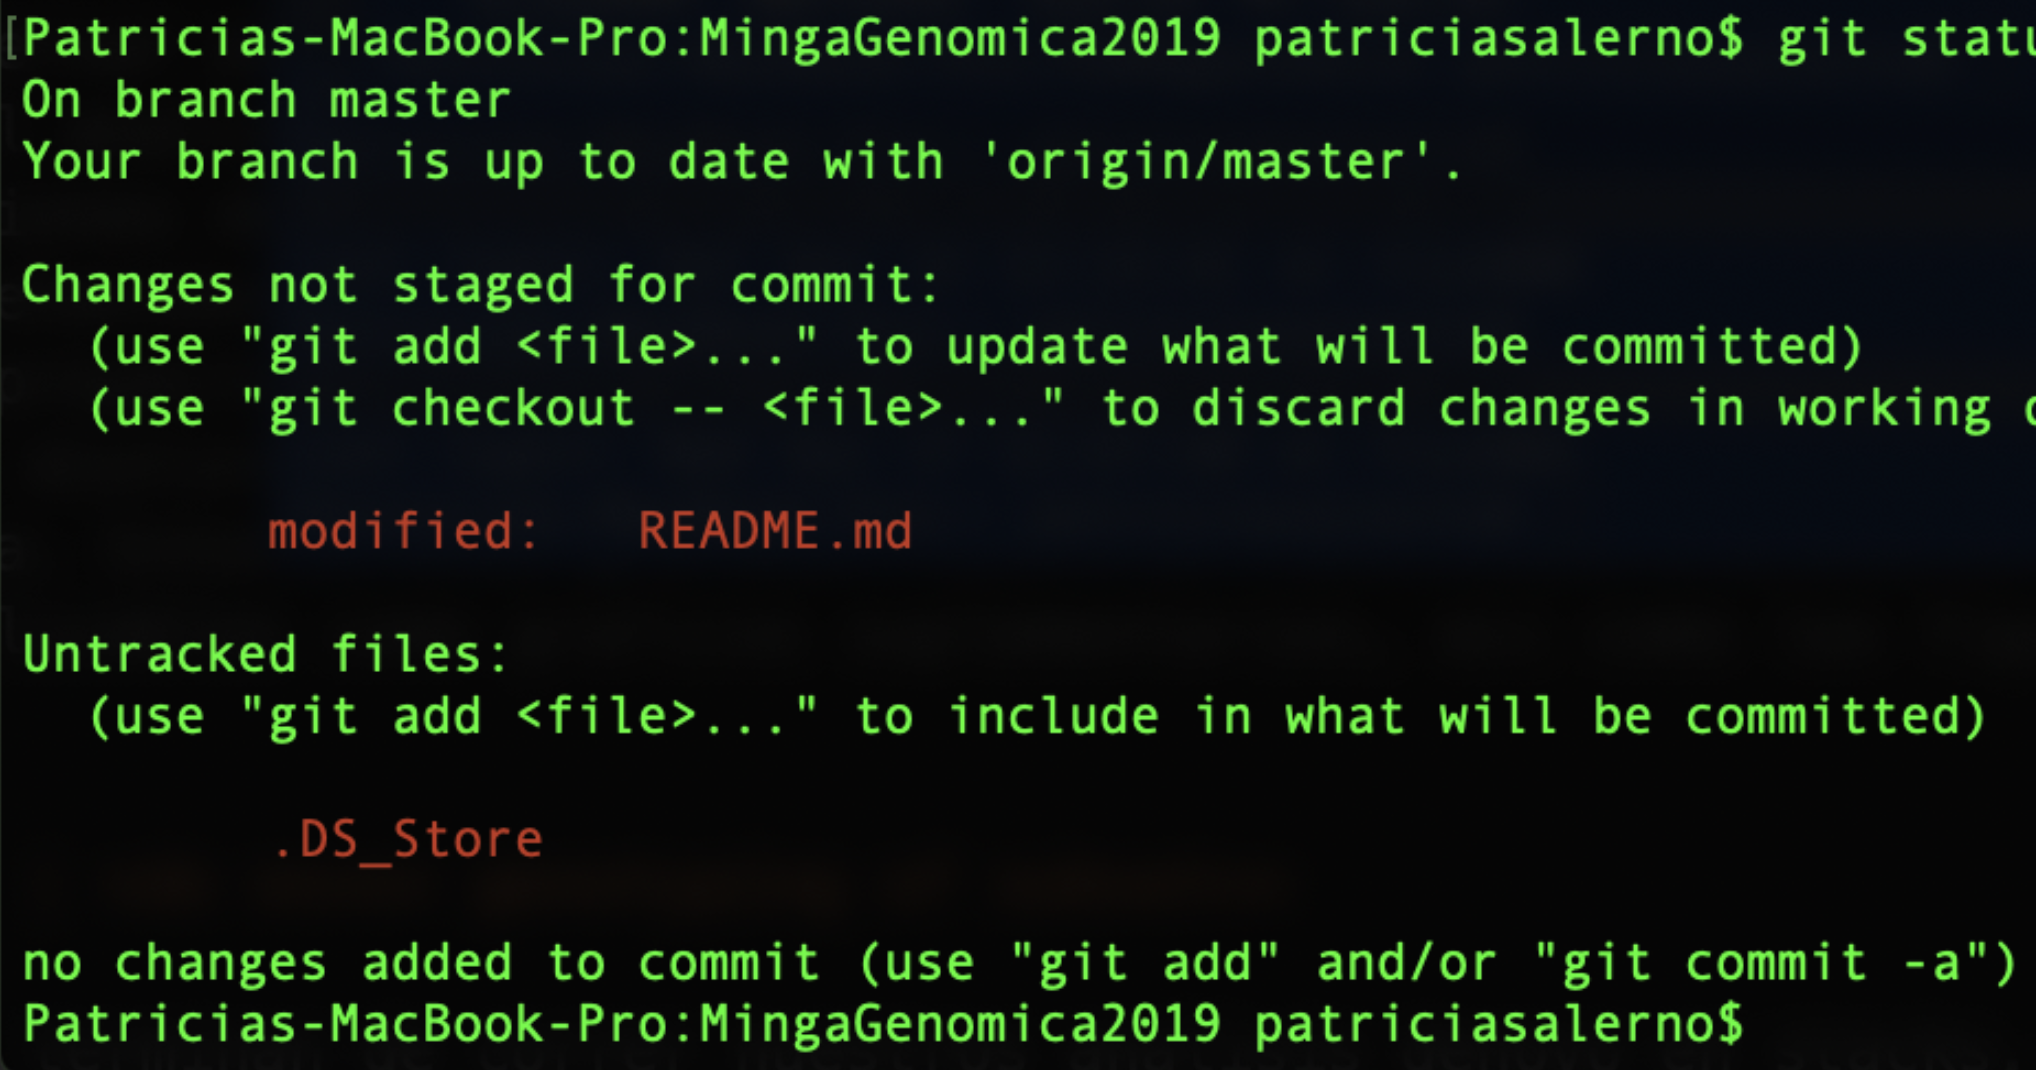 [Patricias-MacBook-Pro:MingaGenomica2019 patriciasalerno$ git statu
On branch master
Your branch is up to date with 'origin/master'.
Changes not staged for commit:
(use "git add <file>..." to update what will be committed)
(use "git checkout -- <file>..." to discard changes in working
modified: README.md
Untracked files:
(use "git add <file>..." to include in what will be committed)
.DS_Store
no changes added to commit (use "git add" and/or "git commit -a")
Patricias-MacBook-Pro:MingaGenomica2019 patriciasalerno$